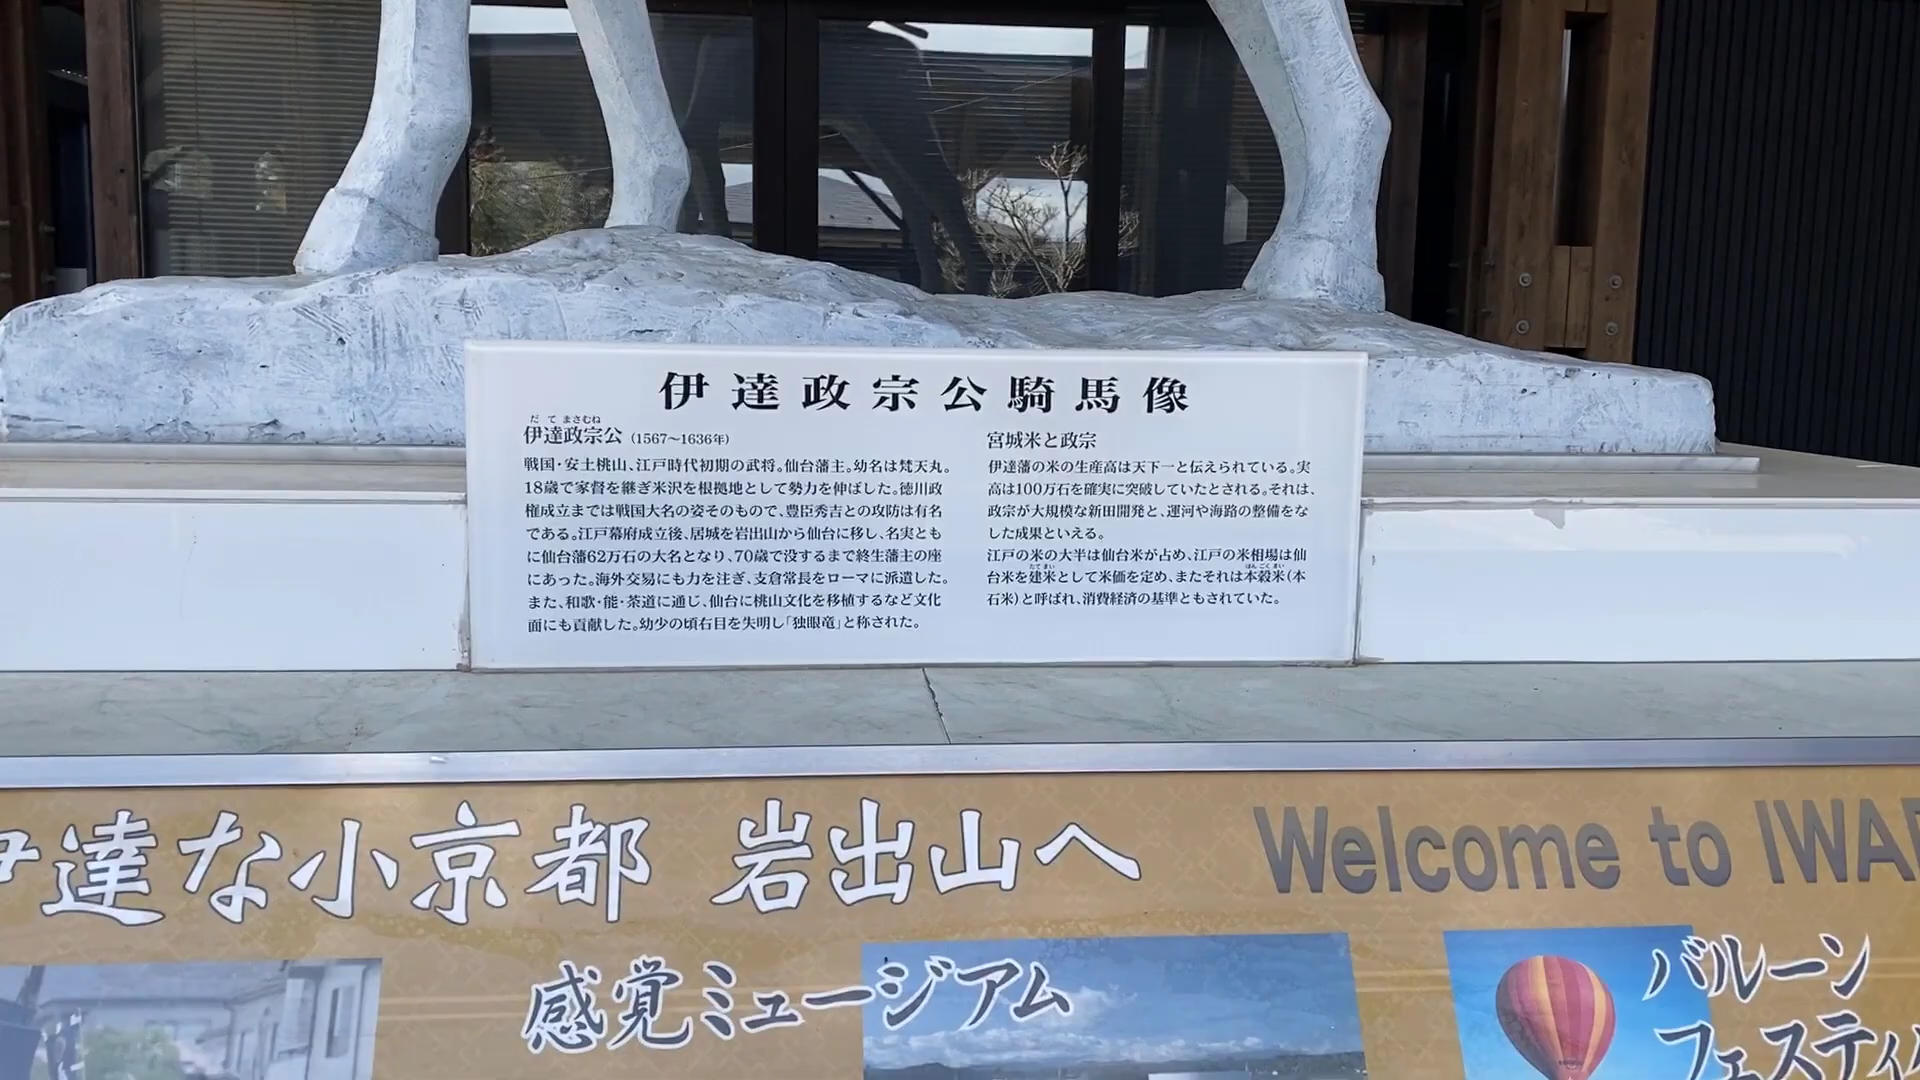 伊達政宗公騎馬像
だてまさむね
伊達政宗公 (1567〜1636年)
戦国・安土桃山、江戸時代初期の武将。仙台藩主。幼名は梵天丸。
18歳で家督を継ぎ米沢を根拠地として勢力を伸ばした。徳川政
権成立までは戦国大名の姿そのもので、豊臣秀吉との攻防は有名
である。江戸幕府成立後、居城を岩出山から仙台に移し、名実とも
に仙台藩62万石の大名となり、70歳で没するまで終生藩主の座
にあった。海外交易にも力を注ぎ、支倉常長をローマに派遣した。
また、和歌・能・茶道に通じ、仙台に桃山文化を移植するなど文化
面にも貢献した。幼少の頃右目を失明し「独眼竜」と称された。
宮城米と政宗
伊達藩の米の生産高は天下一と伝えられている。実
高は100万石を確実に突破していたとされる。それは、
政宗が大規模な新田開発と、運河や海路の整備をな
した成果といえる。
江戸の米の大半は仙台米が占め、江戸の米相場は仙
たてまい ほんごくまい
台米を建米として米価を定め、またそれは本穀米(本
石米)と呼ばれ、消費経済の基準ともされていた。
伊達な小京都 岩出山へ Welcome to IWA
感覚ミュージアム
バルーン
フェスティ